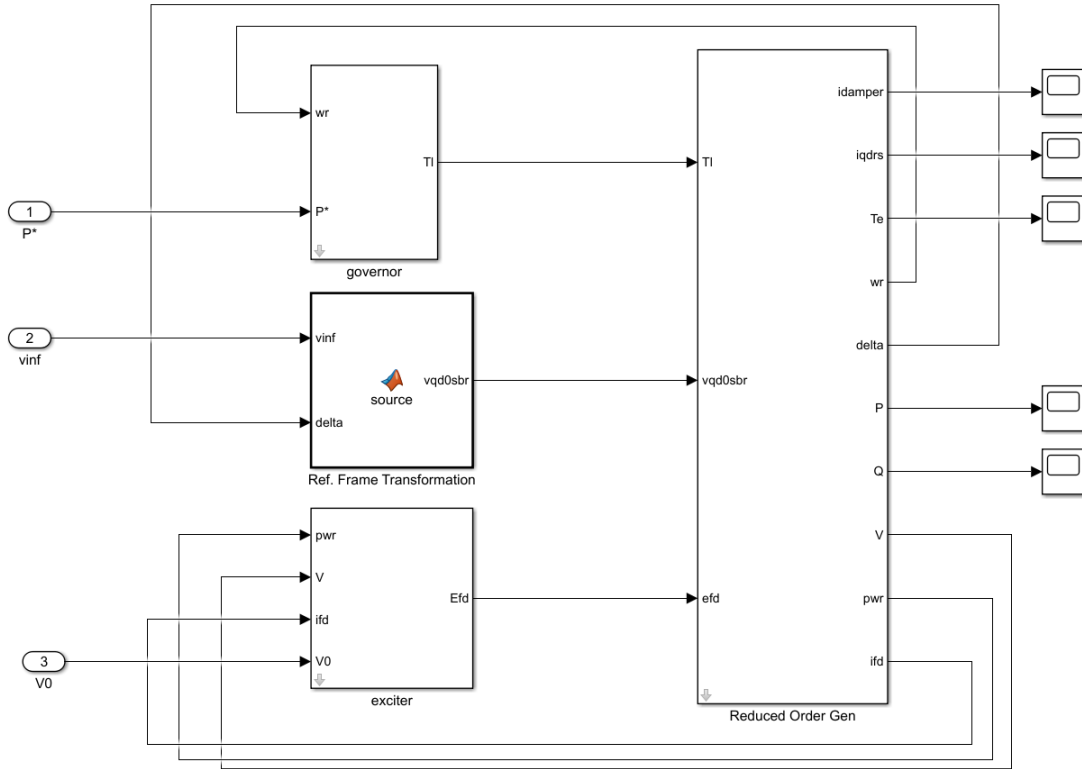 wr
Tl
P*
governor
1
P*
2
vinf
vinf
delta
source
vqd0sbr
Ref. Frame Transformation
pwr
V
ifd
V0
Efd
exciter
3
V0
Tl
vqd0sbr
efd
idamper
iqdrs
Te
wr
delta
P
Q
V
pwr
ifd
Reduced Order Gen